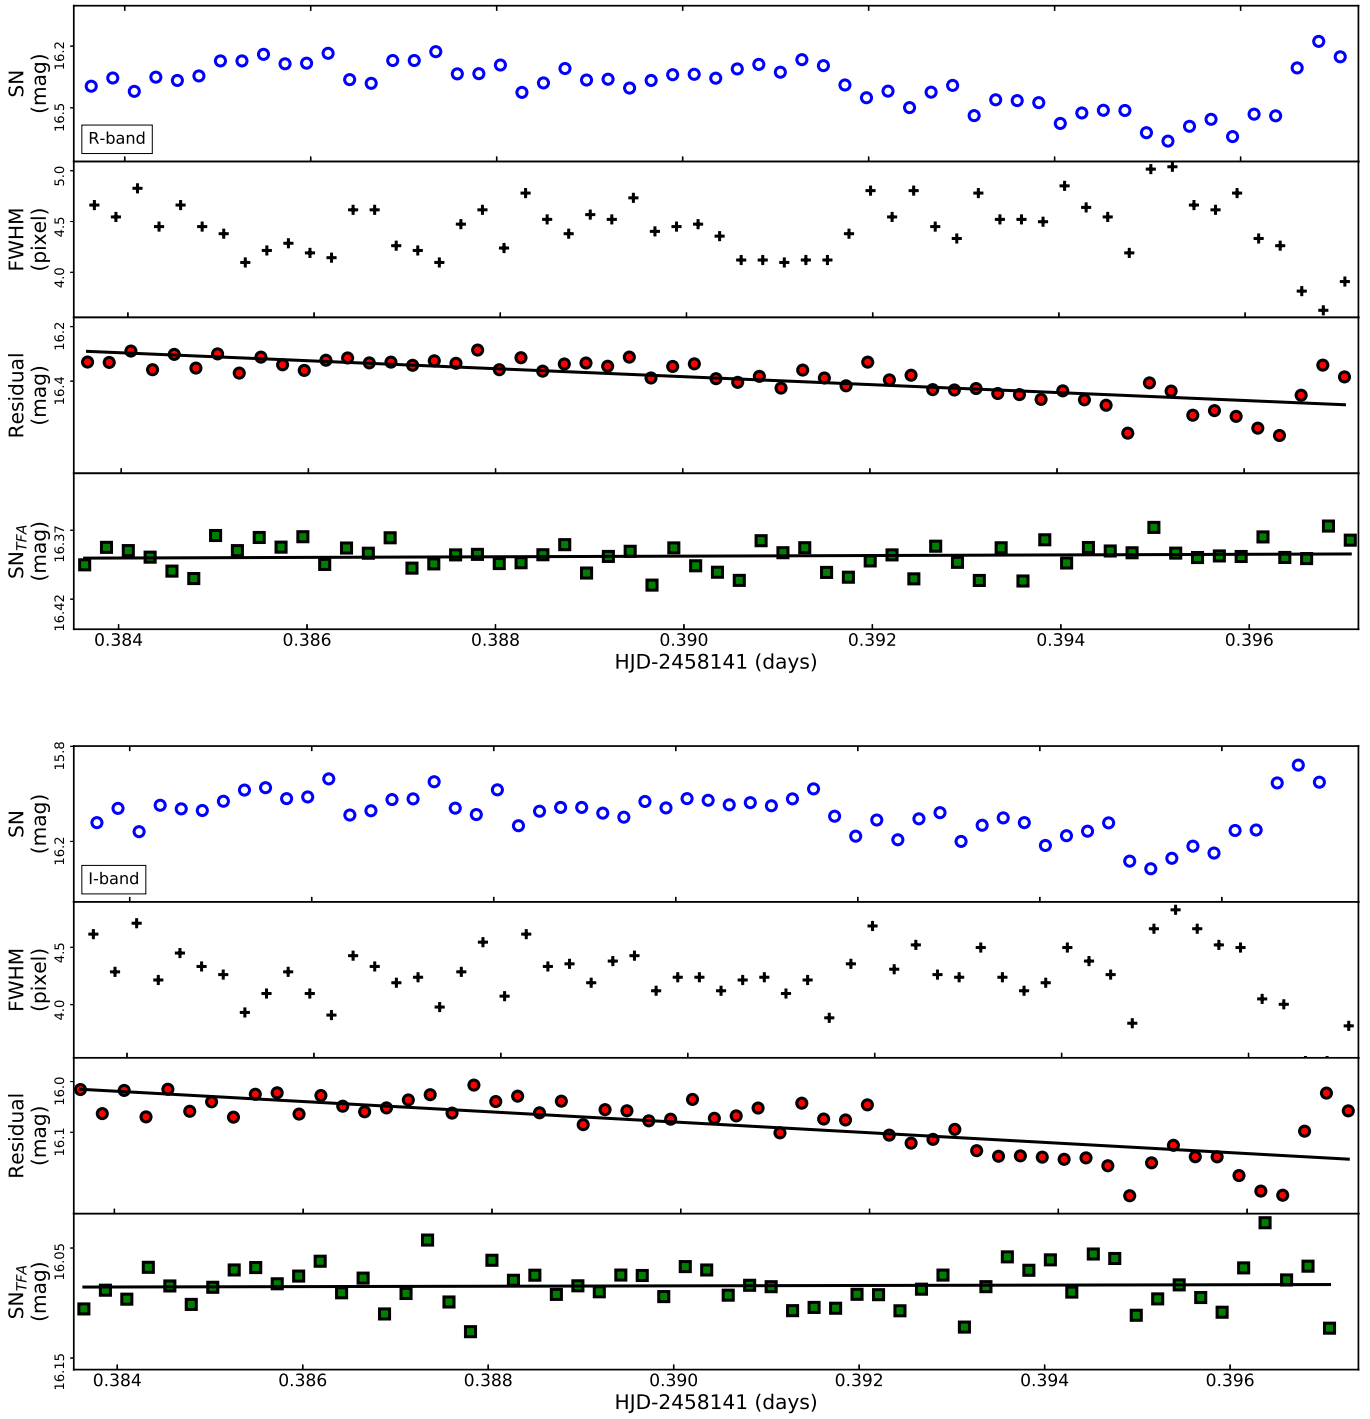 SN
(mag)
16.2
16.5
R-band
FWHM
(pixel)
5.0
4.5
4.0
Residual
(mag)
16.2
16.4
SN_TFA
(mag)
16.37
16.42
0.384 0.386 0.388 0.390 0.392 0.394 0.396
HJD-2458141 (days)
SN
(mag)
15.8
16.2
I-band
FWHM
(pixel)
4.5
4.0
Residual
(mag)
16.0
16.1
SN_TFA
(mag)
16.05
16.15
0.384 0.386 0.388 0.390 0.392 0.394 0.396
HJD-2458141 (days)